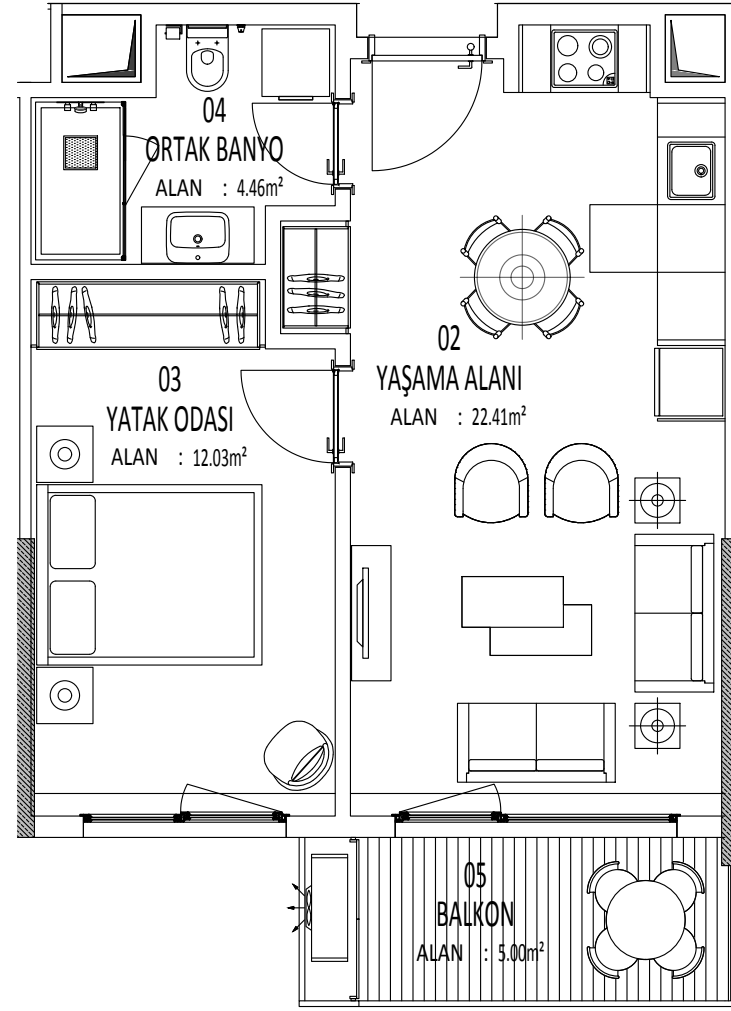 04
ORTAK BANYO
ALAN : 4.46m²
02
YAŞAMA ALANI
ALAN : 22.41m²
03
YATAK ODASI
ALAN : 12.03m²
05
BALKON
ALAN : 5.00m²